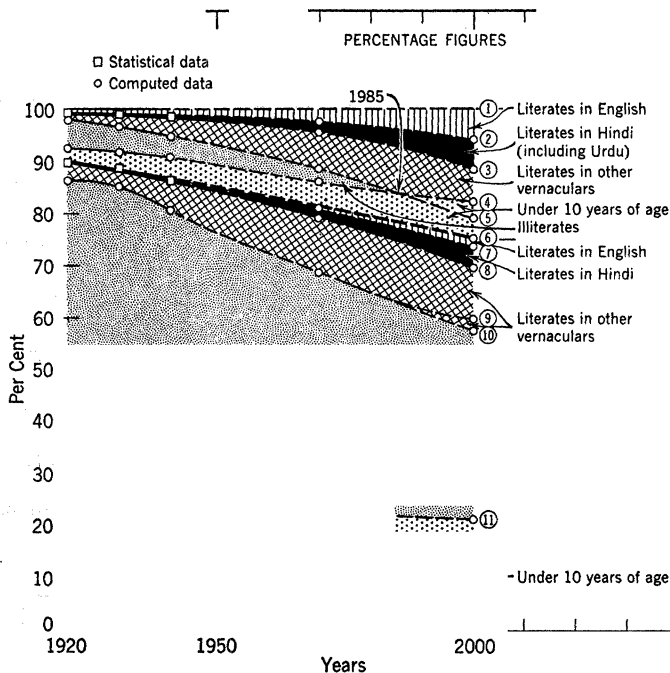 PERCENTAGE FIGURES
Statistical data
Computed data
1985
100
90
80
70
60
50
40
30
20
10
0
Per Cent
1920
1950
2000
Years
①
Literates in English
②
Literates in Hindi
(including Urdu)
③
Literates in other
vernaculars
④
Under 10 years of age
⑤
Illiterates
⑥
Literates in English
⑦
Literates in Hindi
⑧
⑨
Literates in other
vernaculars
⑩
⑪
Under 10 years of age